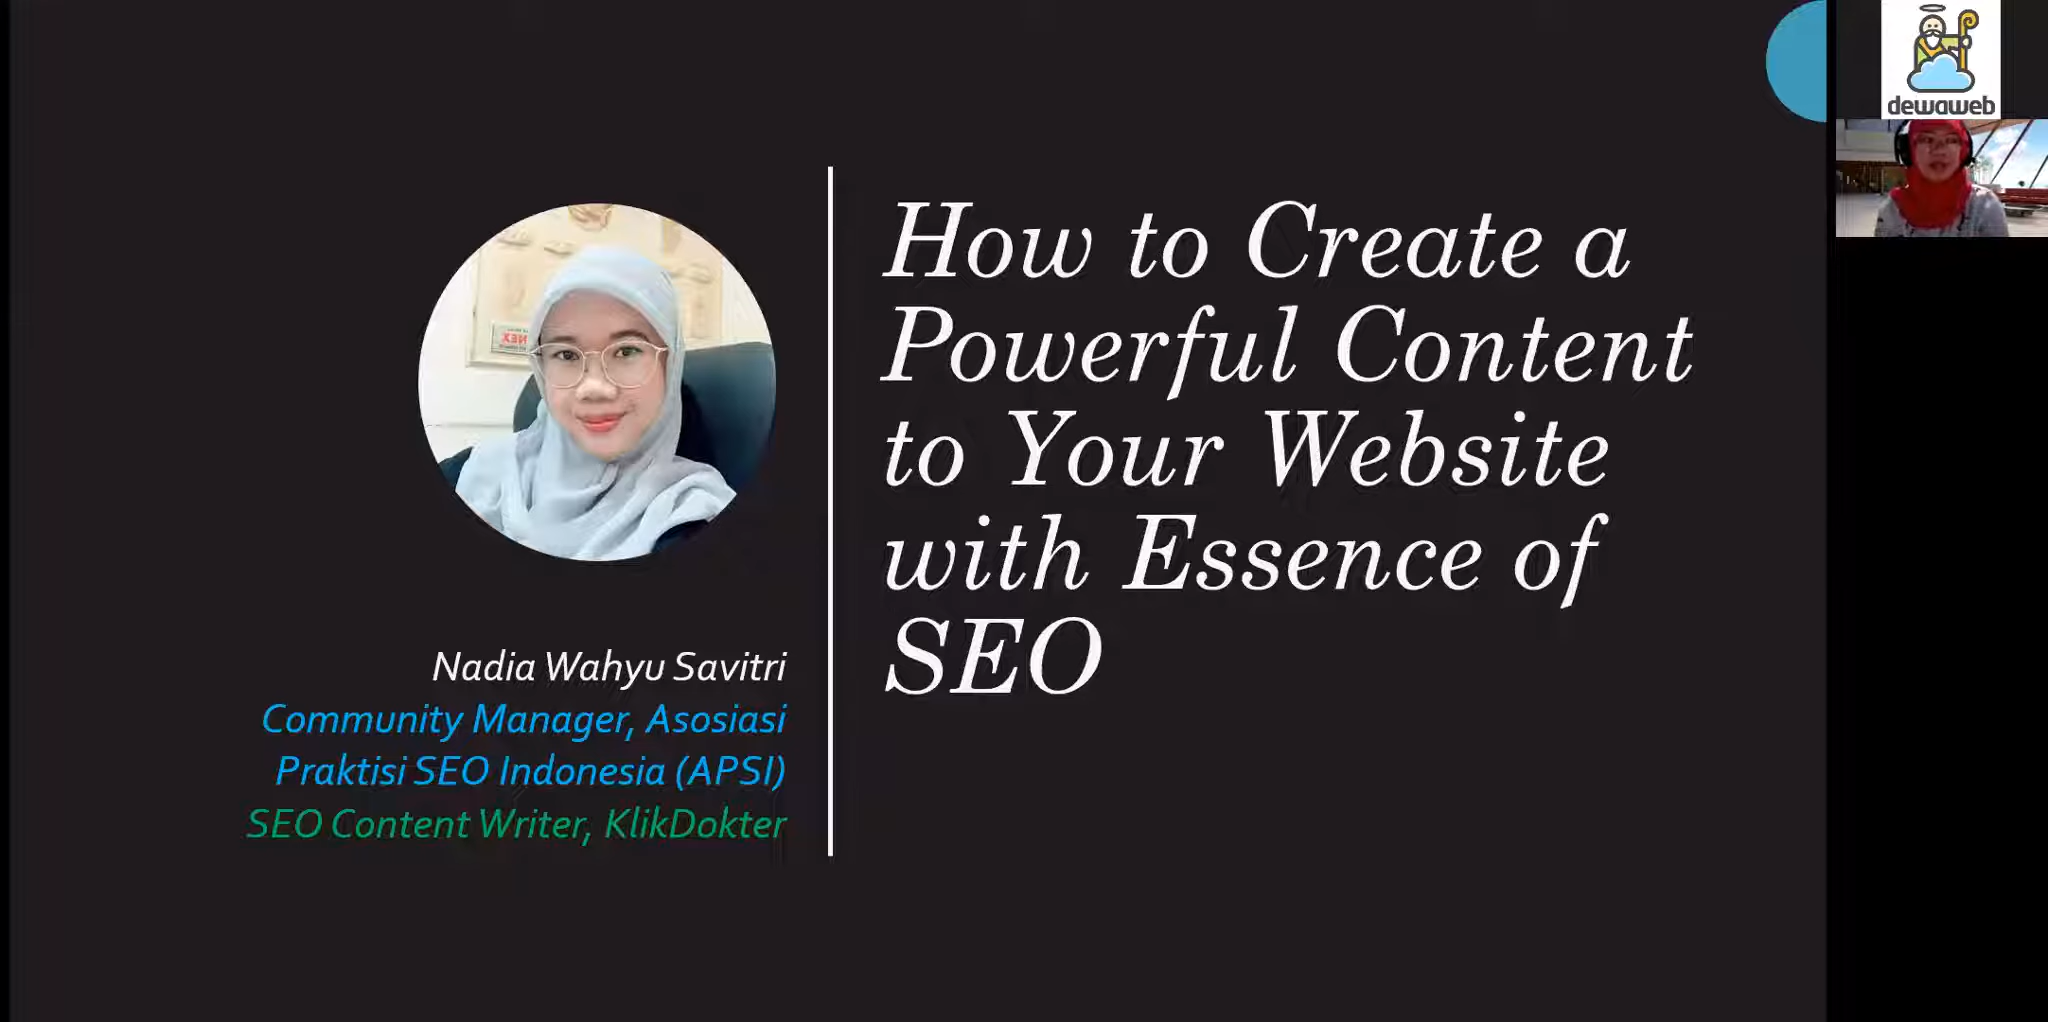 How to Create a
Powerful Content
to Your Website
with Essence of
SEO
Nadia Wahyu Savitri
Community Manager, Asosiasi
Praktisi SEO Indonesia (APSI)
SEO Content Writer, KlikDokter
dewaweb